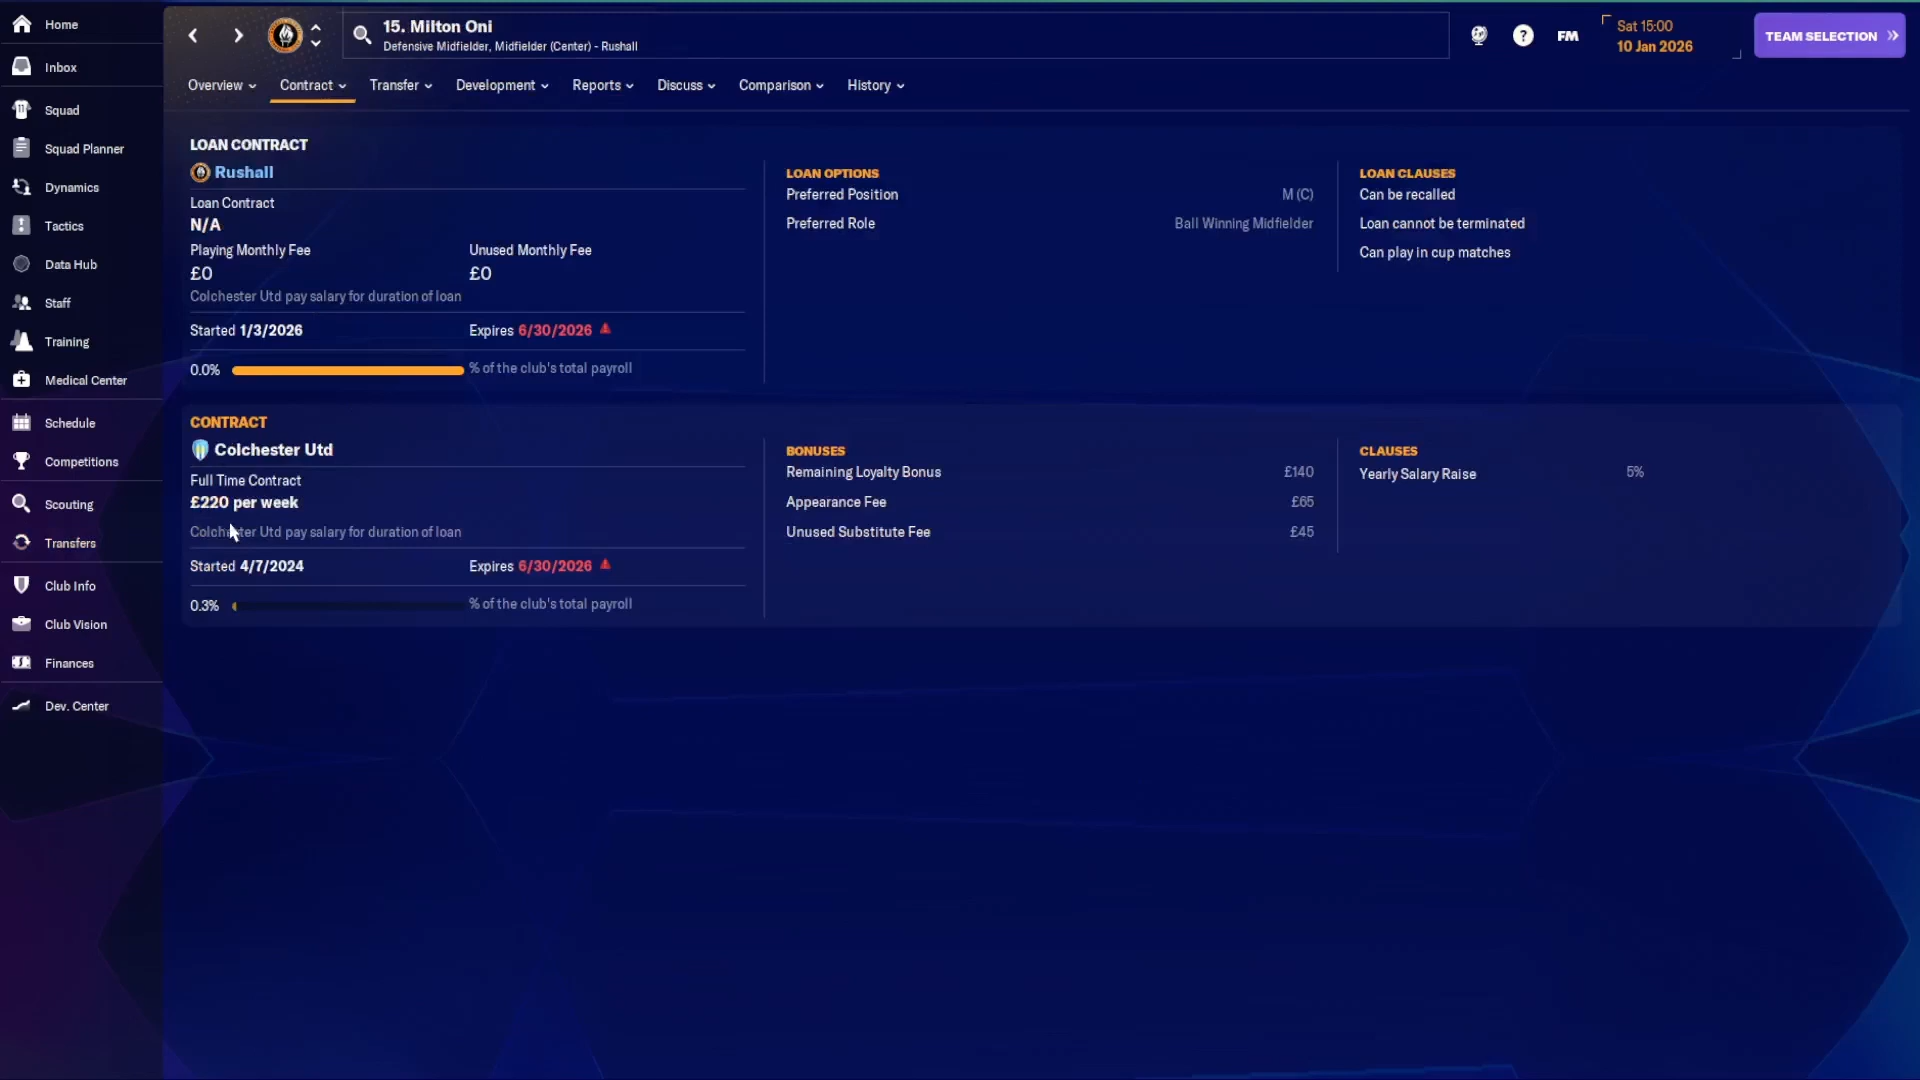 Home
Inbox
Squad
Squad Planner
Dynamics
Tactics
Data Hub
Staff
Training
Medical Center
Schedule
Competitions
Scouting
Transfers
Club Info
Club Vision
Finances
Dev. Center
15. Milton Oni
Defensive Midfielder, Midfielder (Center) - Rushall
? FM
Sat 15:00
10 Jan 2026
TEAM SELECTION
Overview Contract Transfer Development Reports Discuss Comparison History
LOAN CONTRACT
Rushall
Loan Contract
N/A
Playing Monthly Fee Unused Monthly Fee
£0 £0
Colchester Utd pay salary for duration of loan
Started 1/3/2026 Expires 6/30/2026
0.0% % of the club's total payroll
LOAN OPTIONS
Preferred Position M (C)
Preferred Role Ball Winning Midfielder
LOAN CLAUSES
Can be recalled
Loan cannot be terminated
Can play in cup matches
CONTRACT
Colchester Utd
Full Time Contract
£220 per week
Colchester Utd pay salary for duration of loan
Started 4/7/2024 Expires 6/30/2026
0.3% % of the club's total payroll
BONUSES
Remaining Loyalty Bonus £140
Appearance Fee £65
Unused Substitute Fee £45
CLAUSES
Yearly Salary Raise 5%